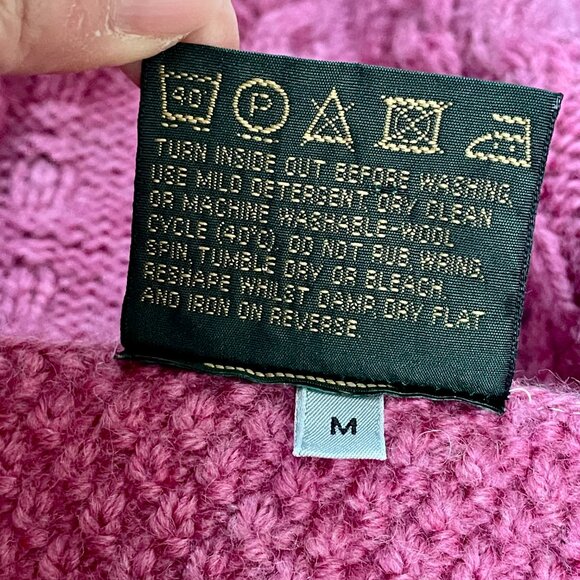 40 P
TURN INSIDE OUT BEFORE WASHING.
USE MILD DETERGENT. DRY CLEAN
OR MACHINE WASHABLE-WOOL
CYCLE (40°C). DO NOT RUB, WRING,
SPIN, TUMBLE DRY OR BLEACH.
RESHAPE WHILST DAMP. DRY FLAT
AND IRON ON REVERSE.
M